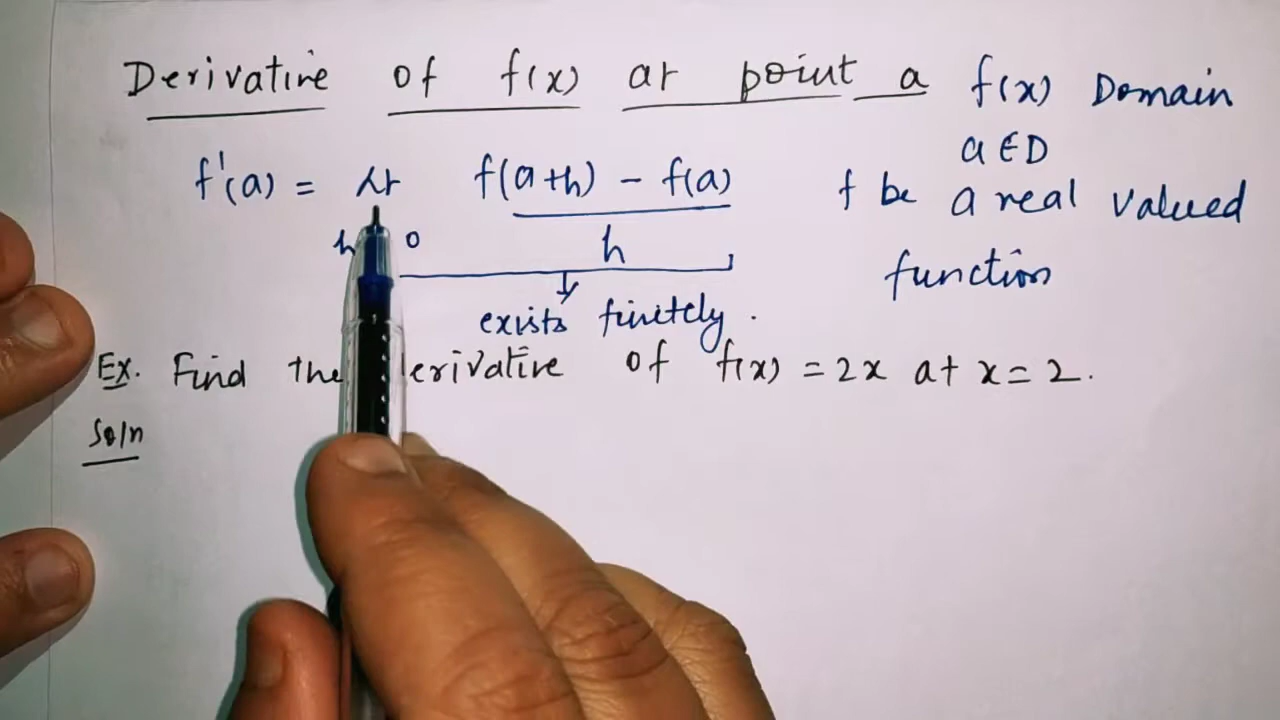 Derivative of f(x) at point a
f(x) Domain
a∈D
f'(a) = Lt f(a+h) - f(a)
h 0 h
f be a real valued
function
exists finitely.
Ex. Find the derivative of f(x) = 2x at x = 2.
Soln